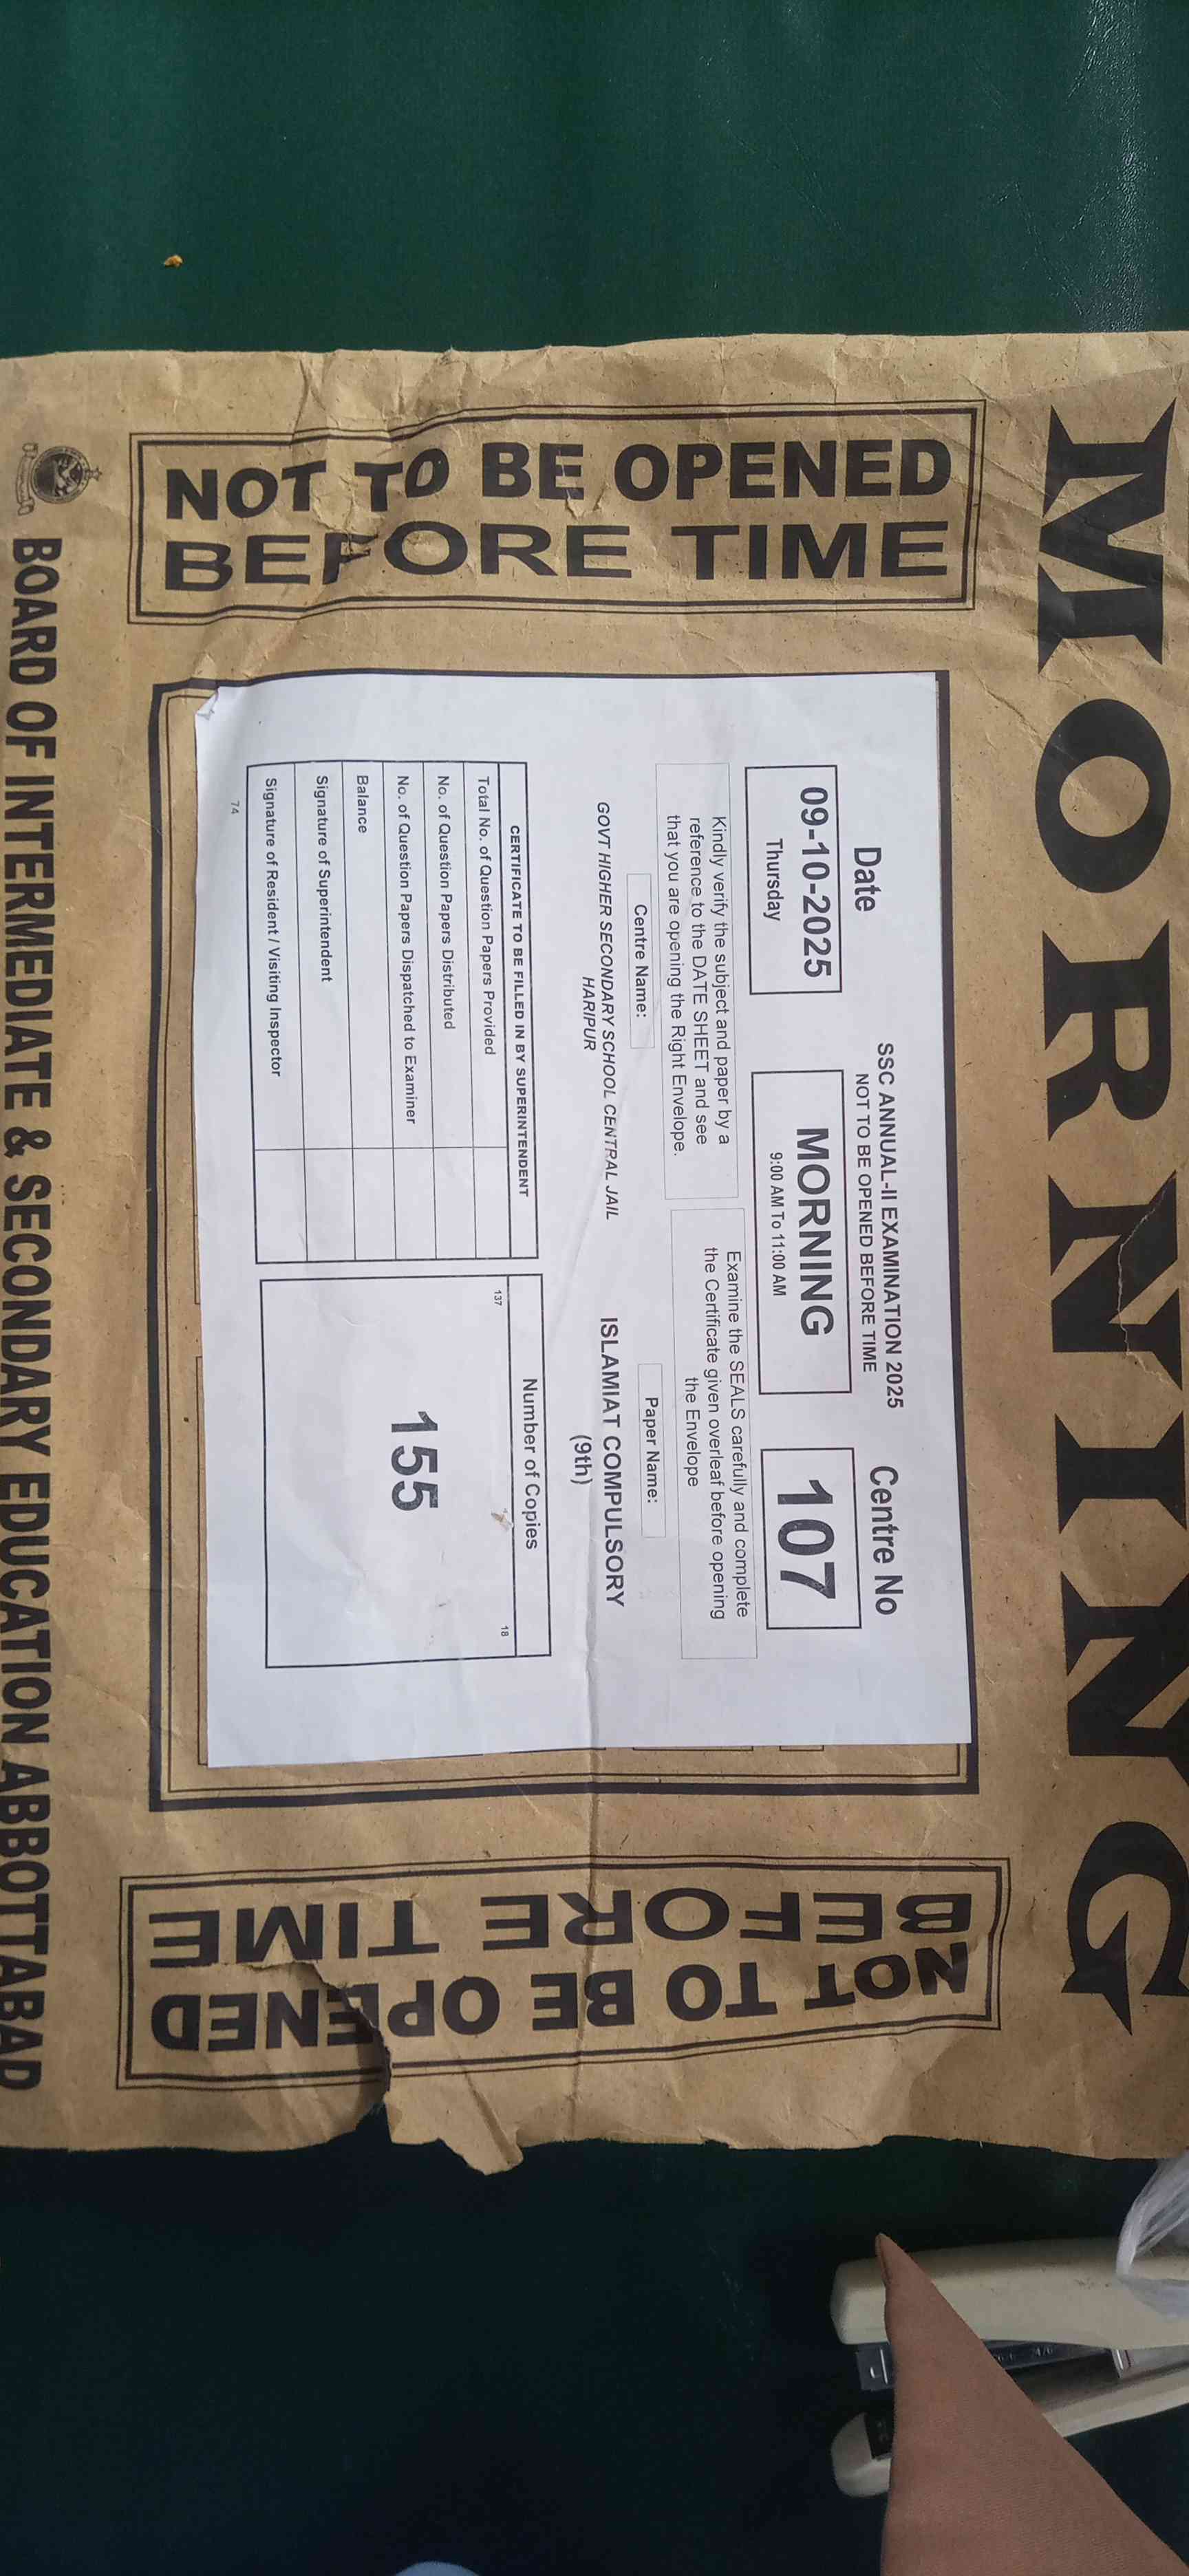 MORNING
NOT TO BE OPENED
BEFORE TIME
Date
09-10-2025
Thursday
SSC ANNUAL-II EXAMINATION 2025
NOT TO BE OPENED BEFORE TIME
MORNING
9:00 AM To 11:00 AM
Centre No
107
Kindly verify the subject and paper by a
reference to the DATE SHEET and see
that you are opening the Right Envelope.
Examine the SEALS carefully and complete
the Certificate given overleaf before opening
the Envelope
Centre Name:
GOVT HIGHER SECONDARY SCHOOL CENTRAL JAIL
HARIPUR
Paper Name:
ISLAMIAT COMPULSORY
(9th)
CERTIFICATE TO BE FILLED IN BY SUPERINTENDENT
Total No. of Question Papers Provided
No. of Question Papers Distributed
No. of Question Papers Dispatched to Examiner
Balance
Signature of Superintendent
Signature of Resident / Visiting Inspector
74
Number of Copies
137
18
155
NOT TO BE OPENED
BEFORE TIME
BOARD OF INTERMEDIATE & SECONDARY EDUCATION ABBOTTABAD